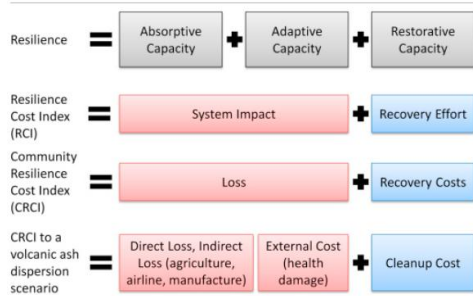 Resilience = Absorptive Capacity + Adaptive Capacity + Restorative Capacity
Resilience Cost Index (RCI) = System Impact + Recovery Effort
Community Resilience Cost Index (CRCI) = Loss + Recovery Costs
CRCI to a volcanic ash dispersion scenario = Direct Loss, Indirect Loss (agriculture, airline, manufacture) External Cost (health damage) + Cleanup Cost